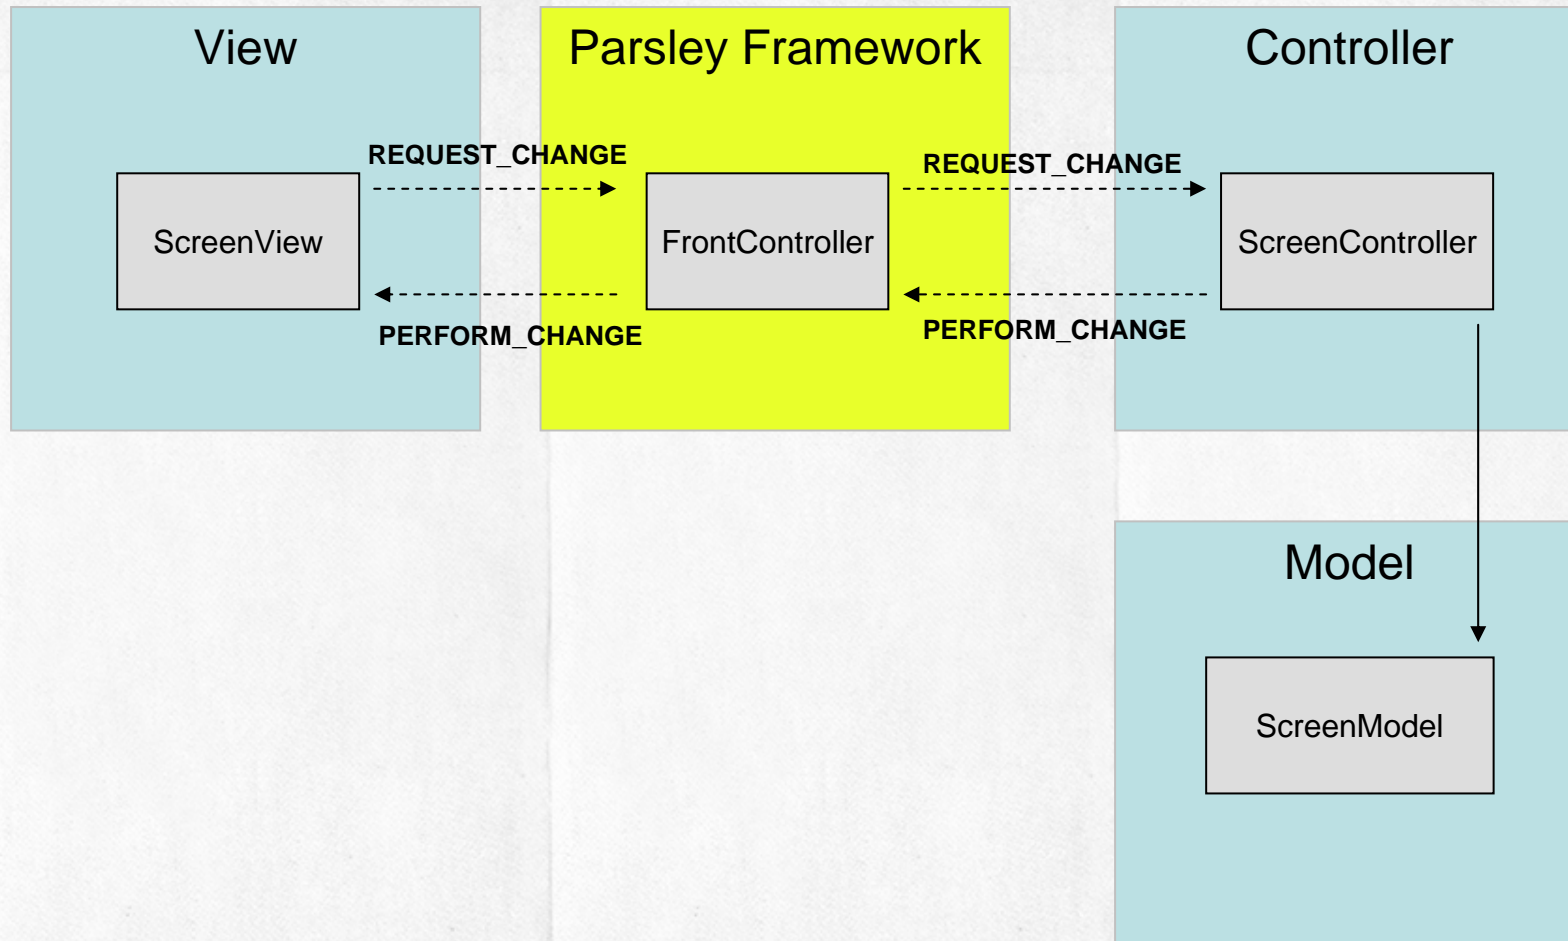 View
Parsley Framework
Controller
REQUEST_CHANGE
REQUEST_CHANGE
ScreenView
FrontController
ScreenController
PERFORM_CHANGE
PERFORM_CHANGE
Model
ScreenModel